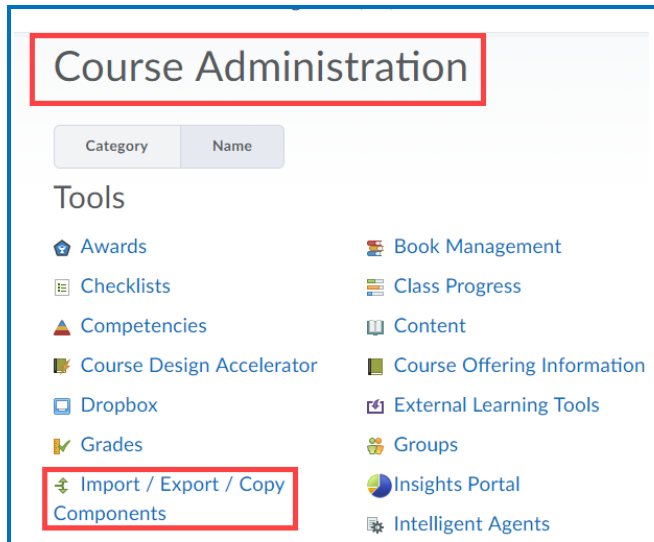 Course Administration
Category Name
Tools
Awards
Checklists
Competencies
Course Design Accelerator
Dropbox
Grades
Import / Export / Copy
Components
Book Management
Class Progress
Content
Course Offering Information
External Learning Tools
Groups
Insights Portal
Intelligent Agents